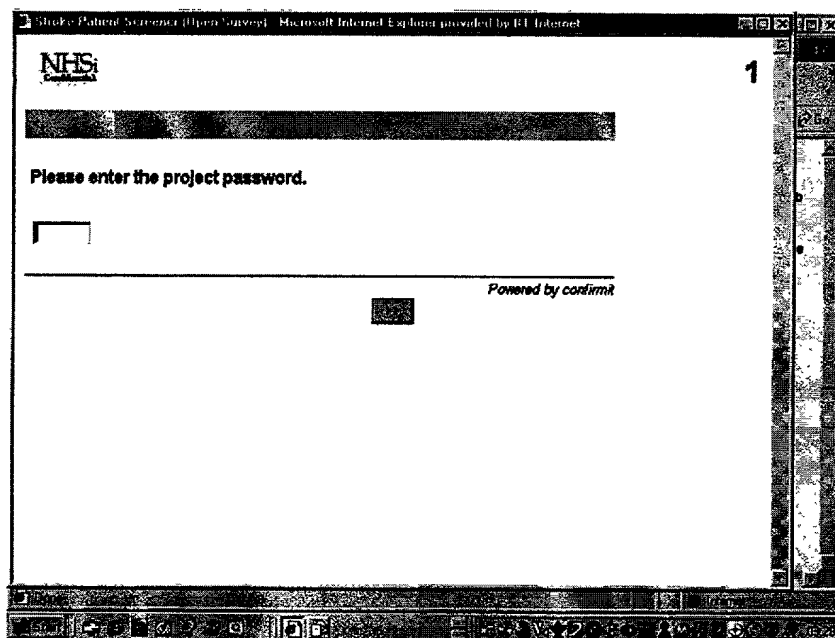 Stroke Patient Screener (Open Survey) - Microsoft Internet Explorer provided by BT Internet
NHSi
1
Please enter the project password.
Powered by confirmit
Start